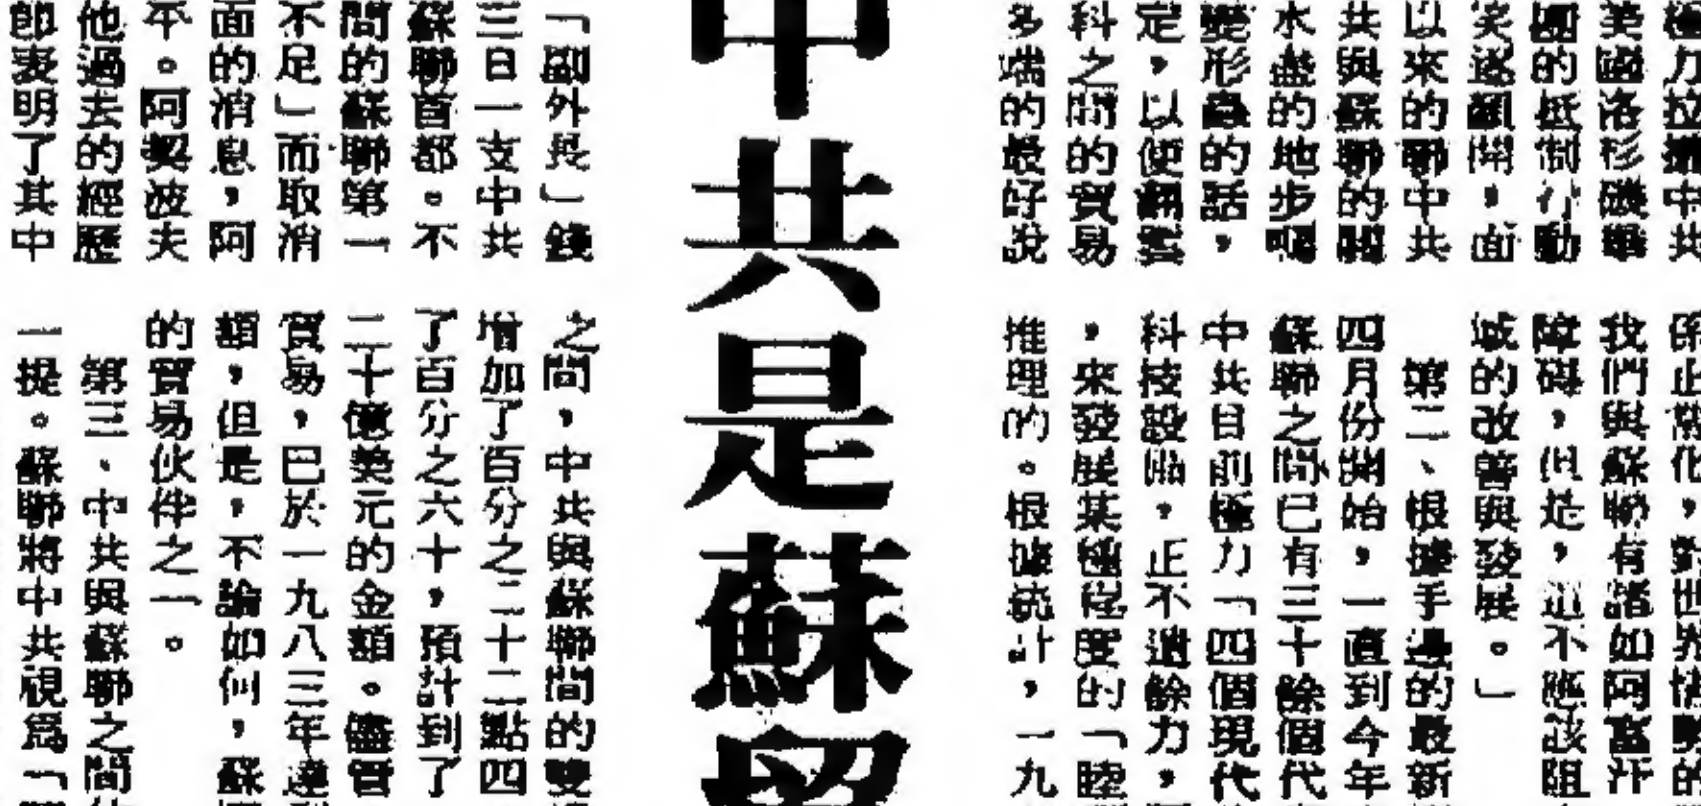 極力拉攏中共
美國洛杉磯舉
國的抵制行動
笑逐顏開,面
以來的聯中共
共與蘇聯的關
水盡的地步嗎
變形蟲的話,
定,以便翻雲
科之間的貿易
多端的最好說
係正常化,對世界情勢的
我們與蘇聯有諸如阿富汗
障礙,但是,這不應該阻
城的改善與發展。」
第二、根據手邊的最新
四月份開始,一直到今年
蘇聯之間已有三十餘個代
中共目前極力「四個現代
科技設備,正不遺餘力,
,來發展某種程度的「睦
推理的。根據統計,一九
中共是蘇
「副外長」錢
三日一支中共
蘇聯首都。不
問的蘇聯第一
不足」而取消
面的消息,阿
平。阿契波夫
他過去的經歷
即表明了其中
之間,中共與蘇聯間的雙
增加了百分之二十二點四
了百分之六十,預計到了
二十億美元的金額。儘管
貿易,已於一九八三年達到
額,但是,不論如何,蘇
的貿易伙伴之一。
第三、中共與蘇聯之間
一提。蘇聯將中共視爲「